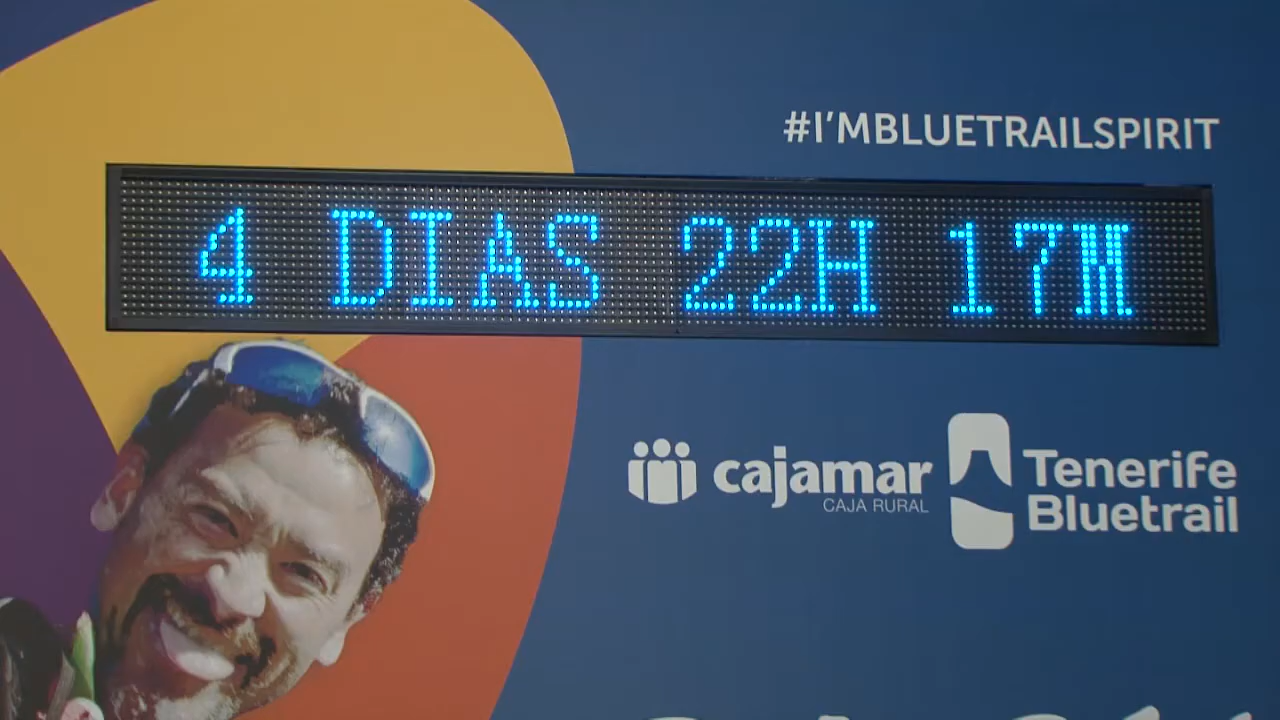 #I'MBLUETRAILSPIRIT
4 DIAS 22H 17M
cajamar
CAJA RURAL
Tenerife
Bluetrail